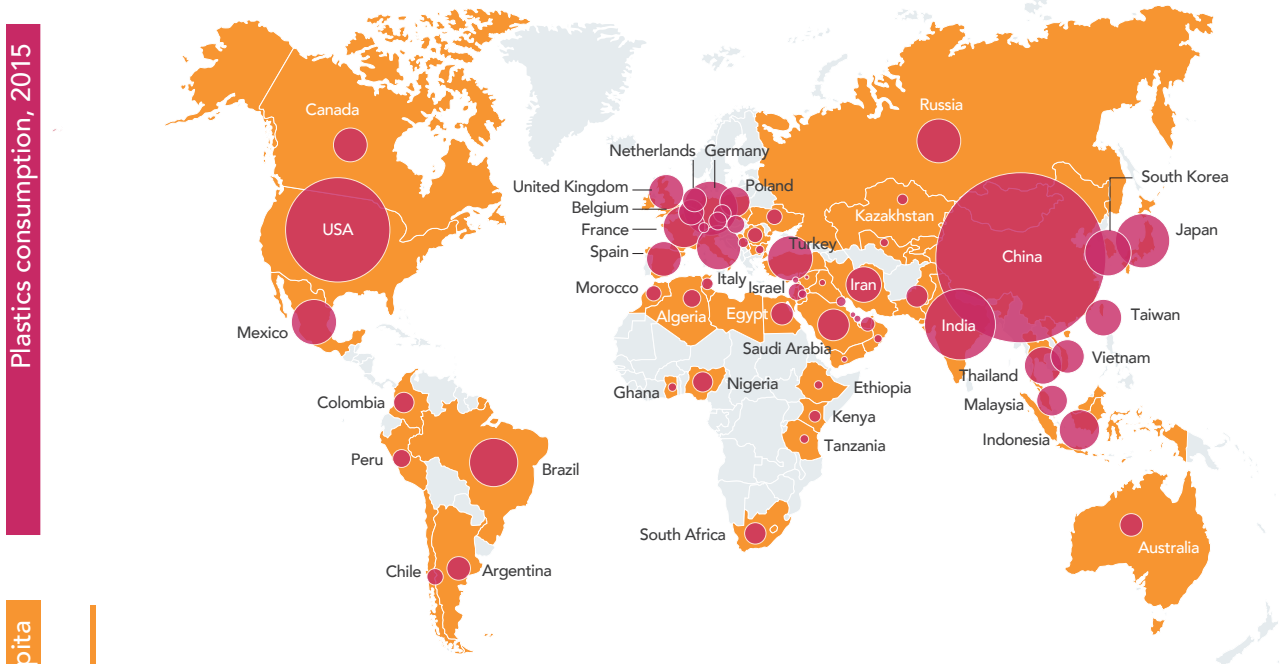 Plastics consumption, 2015
Canada
Russia
Netherlands
Germany
South Korea
United Kingdom
Poland
Belgium
Kazakhstan
USA
France
Japan
Turkey
Spain
China
Italy
Israel
Iran
Morocco
Algeria
Egypt
Taiwan
India
Mexico
Saudi Arabia
Vietnam
Thailand
Nigeria
Ethiopia
Ghana
Colombia
Malaysia
Kenya
Indonesia
Tanzania
Peru
Brazil
South Africa
Australia
Chile
Argentina
pita